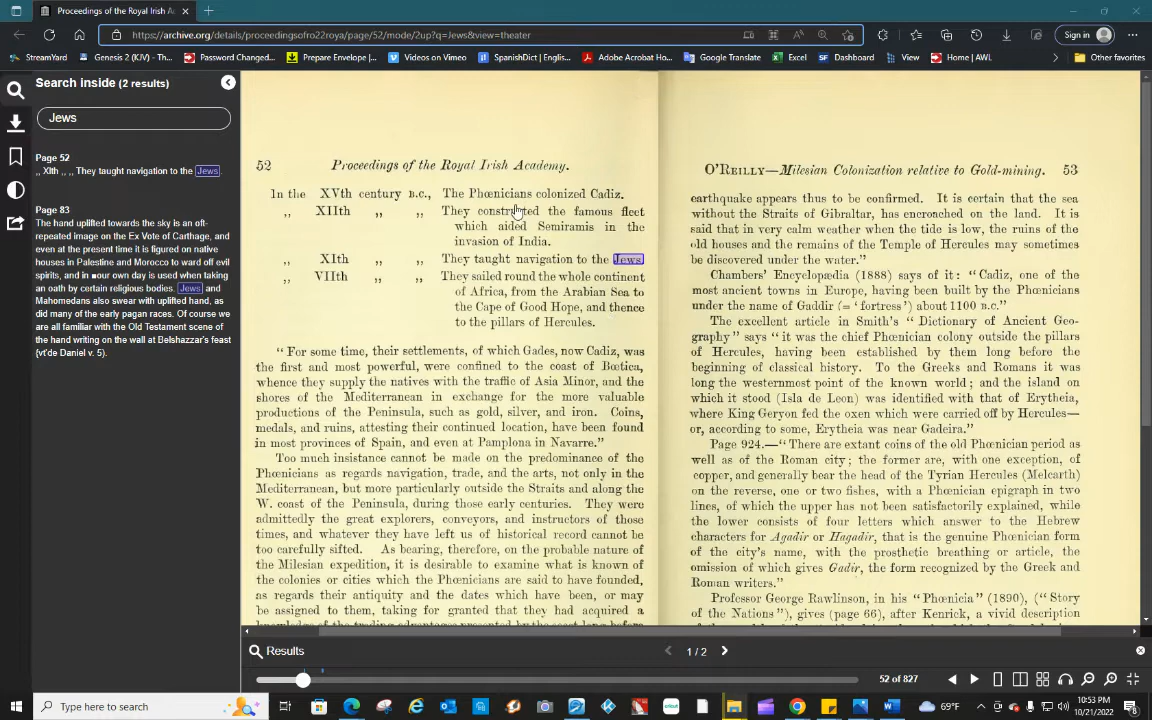 Proceedings of the Royal Irish A
https://archive.org/details/proceedingsofro22roya/page/52/mode/2up?q=Jews&view=theater
Sign in
StreamYard
Genesis 2 (KJV) - Th...
Password Changed...
Prepare Envelope |...
Videos on Vimeo
SpanishDict | Englis...
Adobe Acrobat Ho...
Google Translate
Excel
Dashboard
View
Home | AWL
Other favorites
Search inside (2 results)
Jews
Page 52
,, XIth ,, ,, They taught navigation to the Jews.
Page 83
The hand uplifted towards the sky is an oft-
repeated image on the Ex Vote of Carthage, and
even at the present time it is figured on native
houses in Palestine and Morocco to ward off evil
spirits, and in ■our own day is used when taking
an oath by certain religious bodies. Jews and
Mahomedans also swear with uplifted hand, as
did many of the early pagan races. Of course we
are all familiar with the Old Testament scene of
the hand writing on the wall at Belshazzar's feast
(vt'de Daniel v. 5).
52 Proceedings of the Royal Irish Academy.
In the XVth century B.C., The Phœnicians colonized Cadiz.
,, XIIth ,, ,, They constructed the famous fleet
which aided Semiramis in the
invasion of India.
,, XIth ,, ,, They taught navigation to the Jews.
,, VIIth ,, ,, They sailed round the whole continent
of Africa, from the Arabian Sea to
the Cape of Good Hope, and thence
to the pillars of Hercules.
“ For some time, their settlements, of which Gades, now Cadiz, was
the first and most powerful, were confined to the coast of Bœtica,
whence they supply the natives with the traffic of Asia Minor, and the
shores of the Mediterranean in exchange for the more valuable
productions of the Peninsula, such as gold, silver, and iron. Coins,
medals, and ruins, attesting their continued location, have been found
in most provinces of Spain, and even at Pamplona in Navarre.”
Too much insistance cannot be made on the predominance of the
Phœnicians as regards navigation, trade, and the arts, not only in the
Mediterranean, but more particularly outside the Straits and along the
W. coast of the Peninsula, during those early centuries. They were
admittedly the great explorers, conveyors, and instructors of those
times, and whatever they have left us of historical record cannot be
too carefully sifted. As bearing, therefore, on the probable nature of
the Milesian expedition, it is desirable to examine what is known of
the colonies or cities which the Phœnicians are said to have founded,
as regards their antiquity and the dates which have been, or may
be assigned to them, taking for granted that they had acquired a
O'REILLY—Milesian Colonization relative to Gold-mining. 53
earthquake appears thus to be confirmed. It is certain that the sea
without the Straits of Gibraltar, has encroached on the land. It is
said that in very calm weather when the tide is low, the ruins of the
old houses and the remains of the Temple of Hercules may sometimes
be discovered under the water.”
Chambers' Encyclopædia (1888) says of it: “ Cadiz, one of the
most ancient towns in Europe, having been built by the Phœnicians
under the name of Gaddir (= ‘ fortress’) about 1100 B.C.”
The excellent article in Smith's “ Dictionary of Ancient Geo-
graphy” says “ it was the chief Phœnician colony outside the pillars
of Hercules, having been established by them long before the
beginning of classical history. To the Greeks and Romans it was
long the westernmost point of the known world; and the island on
which it stood (Isla de Leon) was identified with that of Erytheia,
where King Geryon fed the oxen which were carried off by Hercules—
or, according to some, Erytheia was near Gadeira.”
Page 924.—“ There are extant coins of the old Phœnician period as
well as of the Roman city; the former are, with one exception, of
copper, and generally bear the head of the Tyrian Hercules (Melcarth)
on the reverse, one or two fishes, with a Phœnician epigraph in two
lines, of which the upper has not been satisfactorily explained, while
the lower consists of four letters which answer to the Hebrew
characters for Agadir or Hagadir, that is the genuine Phœnician form
of the city's name, with the prosthetic breathing or article, the
omission of which gives Gadir, the form recognized by the Greek and
Roman writers.”
Professor George Rawlinson, in his “Phœnicia” (1890), (“ Story
of the Nations”), gives (page 66), after Kenrick, a vivid description
Results
1/2
52 of 827
Type here to search
69°F
10:53 PM
10/21/2022